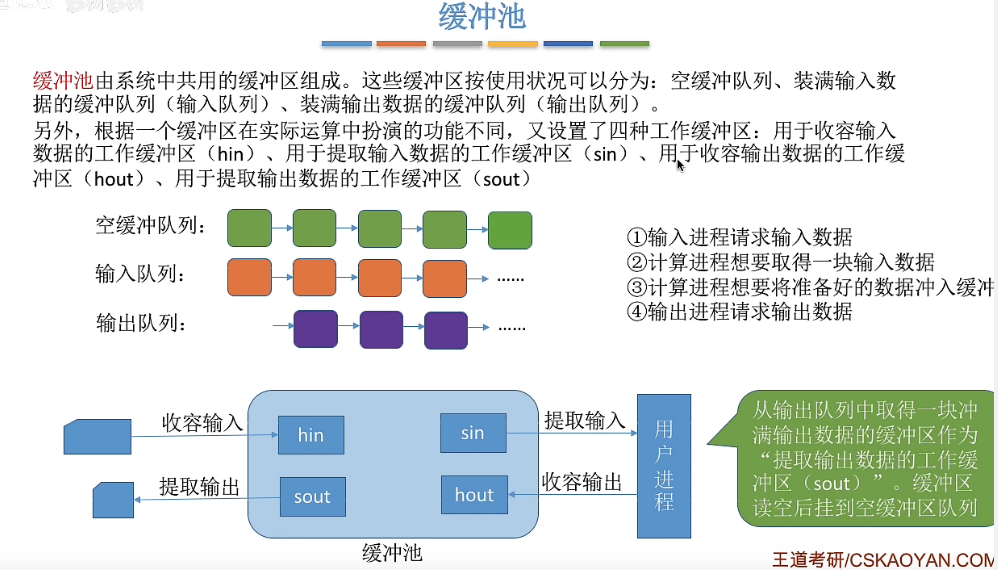 缓冲池
缓冲池由系统中共用的缓冲区组成。这些缓冲区按使用状况可以分为：空缓冲队列、装满输入数
据的缓冲队列（输入队列）、装满输出数据的缓冲队列（输出队列）。
另外，根据一个缓冲区在实际运算中扮演的功能不同，又设置了四种工作缓冲区：用于收容输入
数据的工作缓冲区（hin）、用于提取输入数据的工作缓冲区（sin）、用于收容输出数据的工作缓
冲区（hout）、用于提取输出数据的工作缓冲区（sout）
空缓冲队列：
输入队列：
......
输出队列：
......
①输入进程请求输入数据
②计算进程想要取得一块输入数据
③计算进程想要将准备好的数据冲入缓冲
④输出进程请求输出数据
收容输入
hin
sin
提取输入
提取输出
sout
hout
收容输出
用户进程
缓冲池
从输出队列中取得一块冲
满输出数据的缓冲区作为
“提取输出数据的工作缓
冲区（sout）”。缓冲区
读空后挂到空缓冲区队列
王道考研/CSKAOYAN.COM